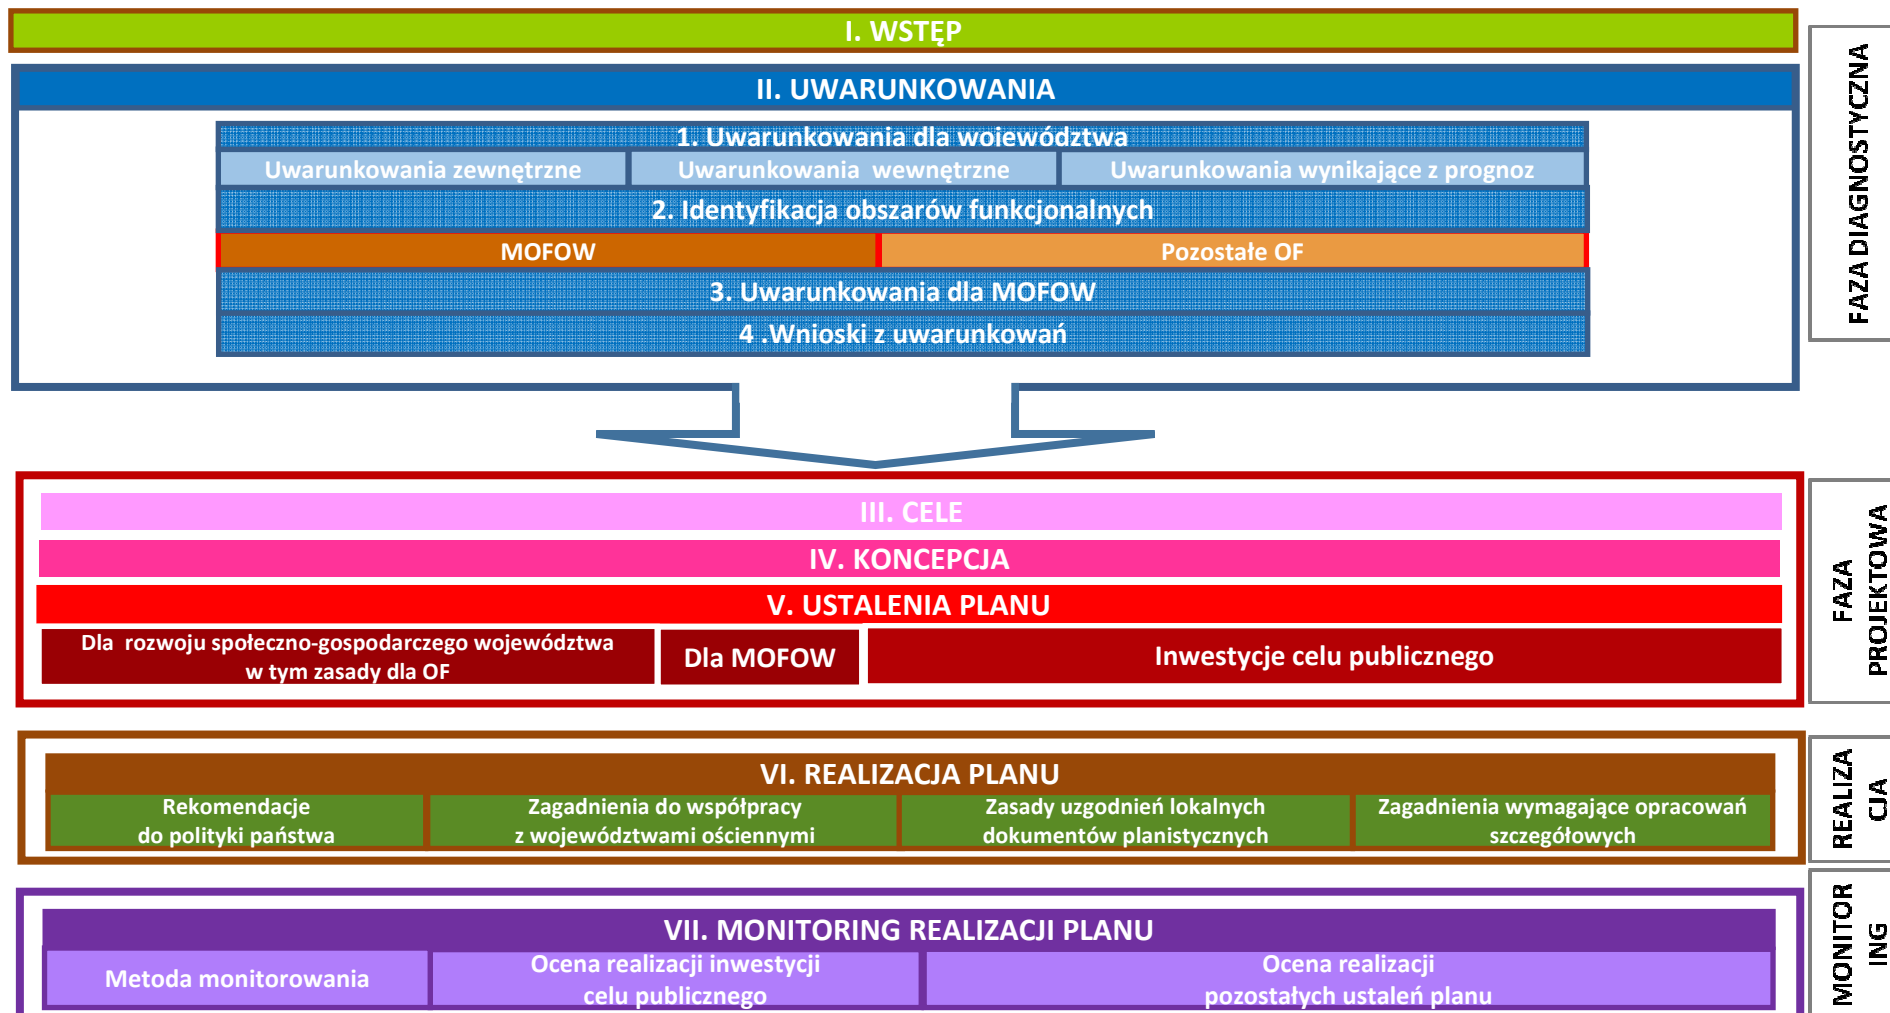 I. WSTĘP
II. UWARUNKOWANIA
1. Uwarunkowania dla województwa
Uwarunkowania zewnętrzne
Uwarunkowania wewnętrzne
Uwarunkowania wynikające z prognoz
2. Identyfikacja obszarów funkcjonalnych
MOFOW
Pozostałe OF
3. Uwarunkowania dla MOFOW
4 .Wnioski z uwarunkowań
FAZA DIAGNOSTYCZNA
III. CELE
IV. KONCEPCJA
V. USTALENIA PLANU
Dla rozwoju społeczno-gospodarczego województwa
w tym zasady dla OF
Dla MOFOW
Inwestycje celu publicznego
FAZA
PROJEKTOWA
VI. REALIZACJA PLANU
Rekomendacje
do polityki państwa
Zagadnienia do współpracy
z województwami ościennymi
Zasady uzgodnień lokalnych
dokumentów planistycznych
Zagadnienia wymagające opracowań
szczegółowych
REALIZA
CJA
VII. MONITORING REALIZACJI PLANU
Metoda monitorowania
Ocena realizacji inwestycji
celu publicznego
Ocena realizacji
pozostałych ustaleń planu
MONITOR
ING